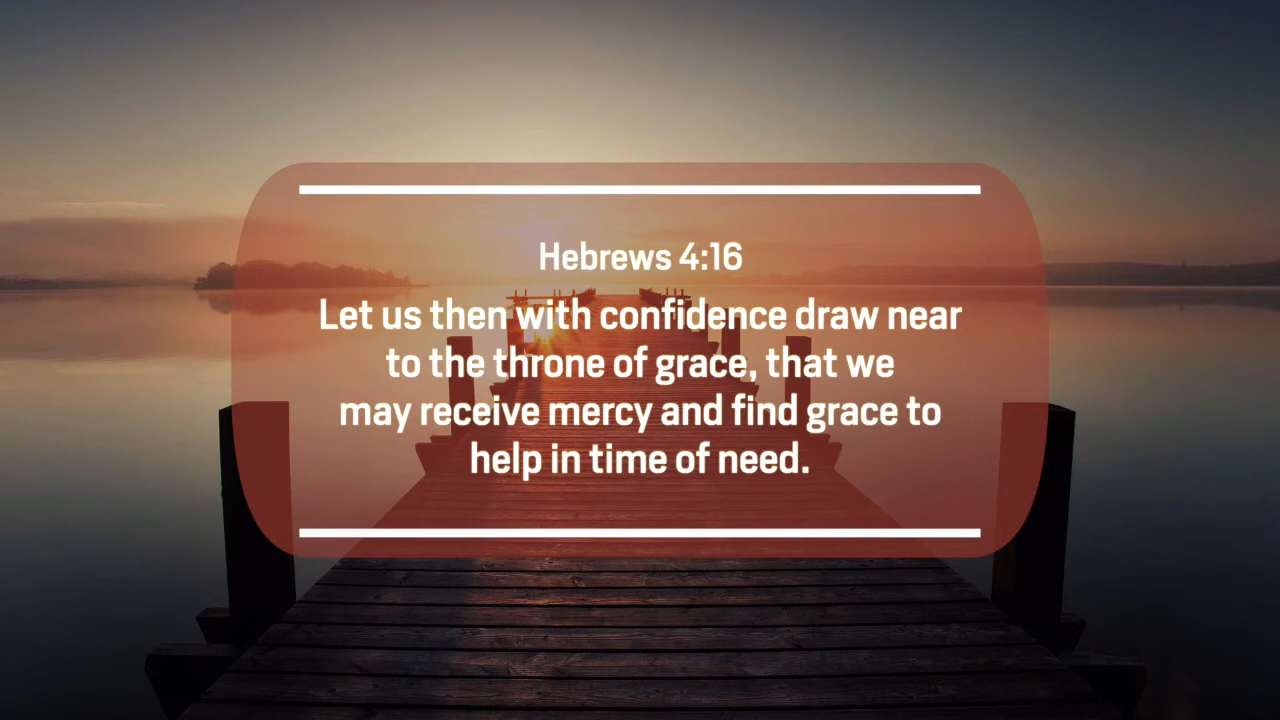 Hebrews 4:16
Let us then with confidence draw near
to the throne of grace, that we
may receive mercy and find grace to
help in time of need.